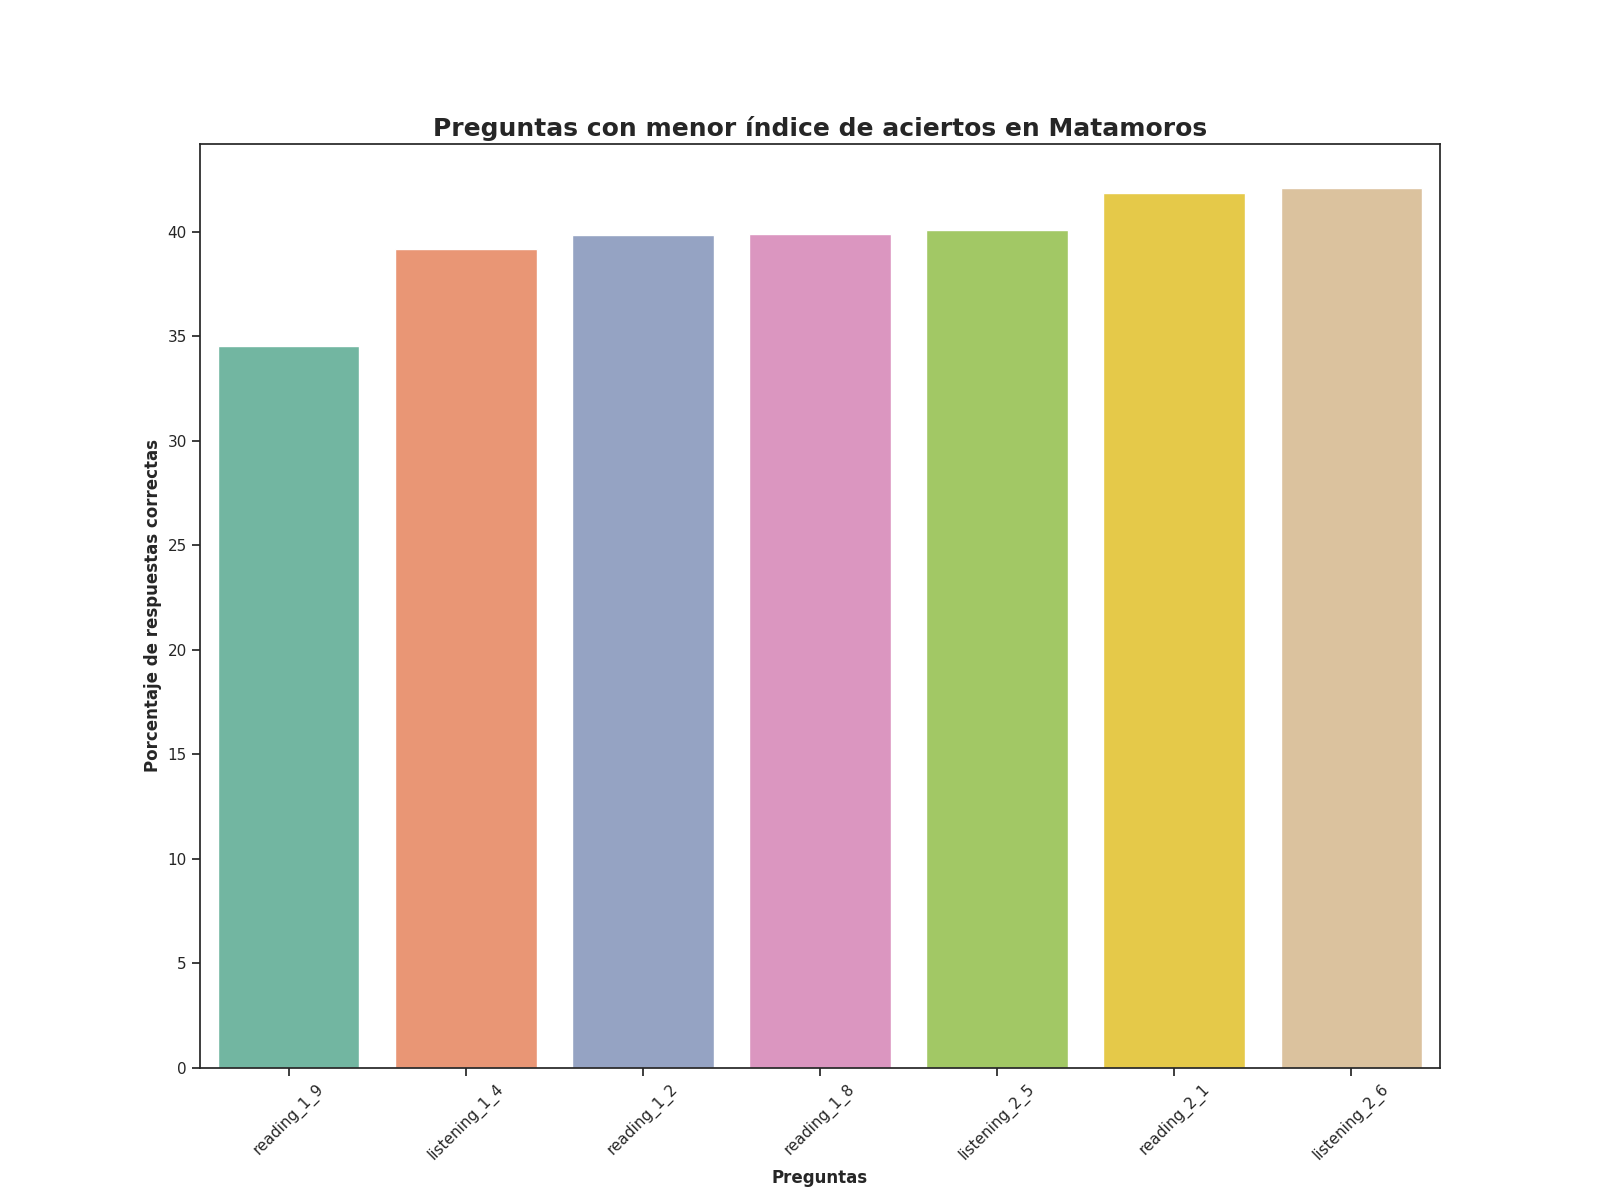 Preguntas con menor índice de aciertos en Matamoros
Porcentaje de respuestas correctas
40
35
30
25
20
15
10
5
0
reading_1_9
listening_1_4
reading_1_2
reading_1_8
listening_2_5
reading_2_1
listening_2_6
Preguntas